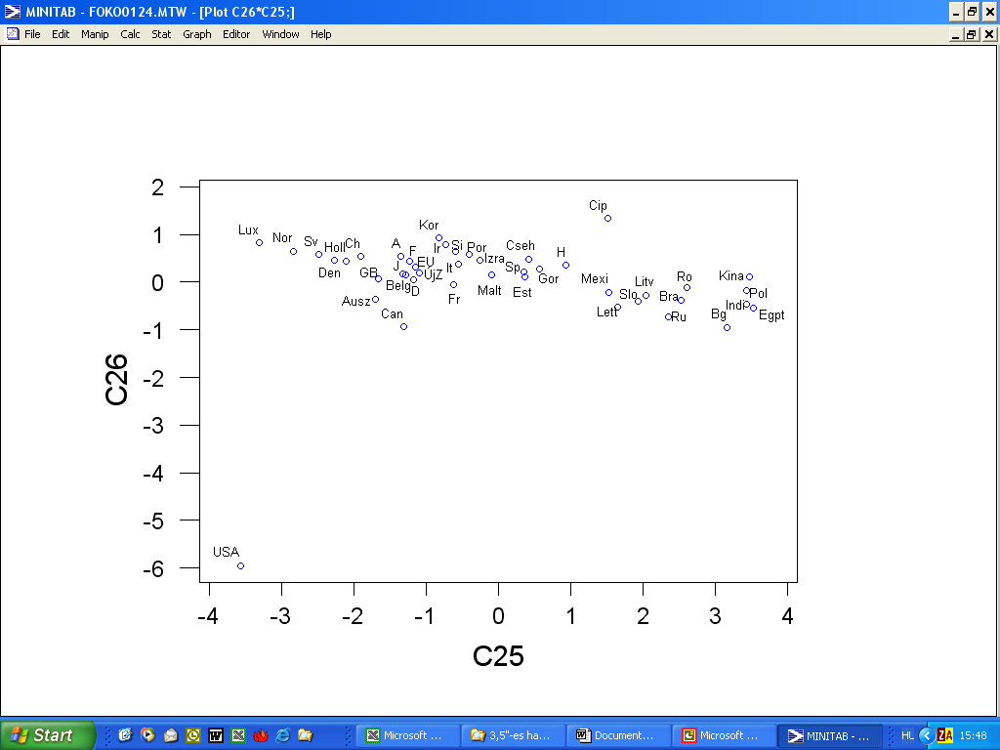 MINITAB - FOKO0124.MTW - [Plot C26*C25;]
File Edit Manip Calc Stat Graph Editor Window Help
2
Cip
Lux Nor Sv Holl Ch A F Kor Ir Si Por Izra Cseh H
1
Den GB J EU UjZ It Sp Mexi Litv Ro Kina
0
Ausz Belg D Fr Malt Est Gor Slo Bra Indi Pol
Can Lett Ru Bg Egpt
-1
-2
C26
-3
-4
-5
USA
-6
-4 -3 -2 -1 0 1 2 3 4
C25
Start Microsoft ... 3,5"-es ha... Document... Microsoft ... MINITAB - ... HL ZA 15:48